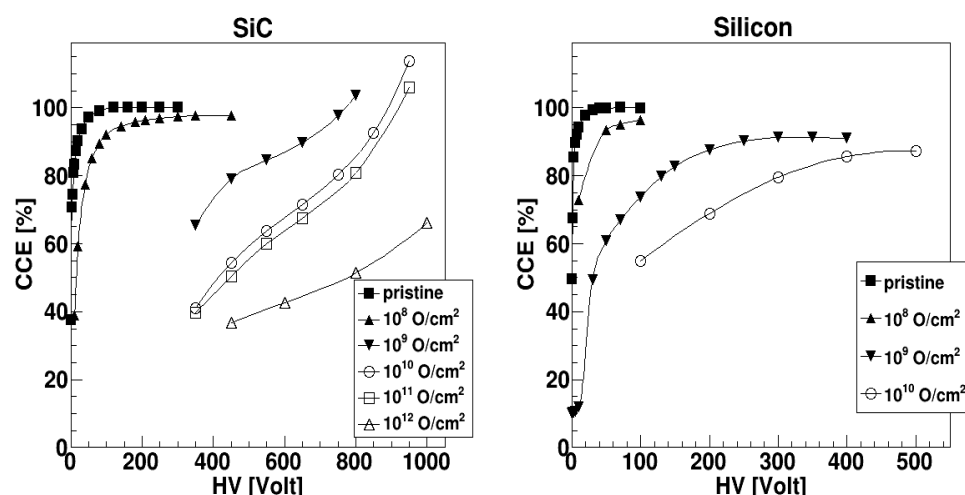 SiC
CCE [%]
100
80
60
40
20
0
0 200 400 600 800 1000
HV [Volt]
pristine
10⁸ O/cm²
10⁹ O/cm²
10¹⁰ O/cm²
10¹¹ O/cm²
10¹² O/cm²
Silicon
CCE [%]
100
80
60
40
20
0
0 100 200 300 400 500
HV [Volt]
pristine
10⁸ O/cm²
10⁹ O/cm²
10¹⁰ O/cm²